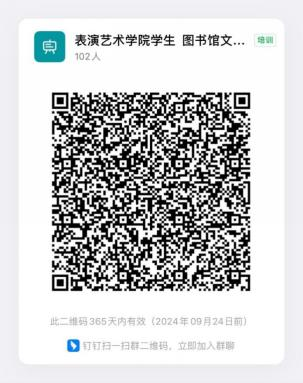 表演艺术学院学生 图书馆文...
培训
102人
此二维码365天内有效（2024年09月24日前）
钉钉扫一扫群二维码，立即加入群聊